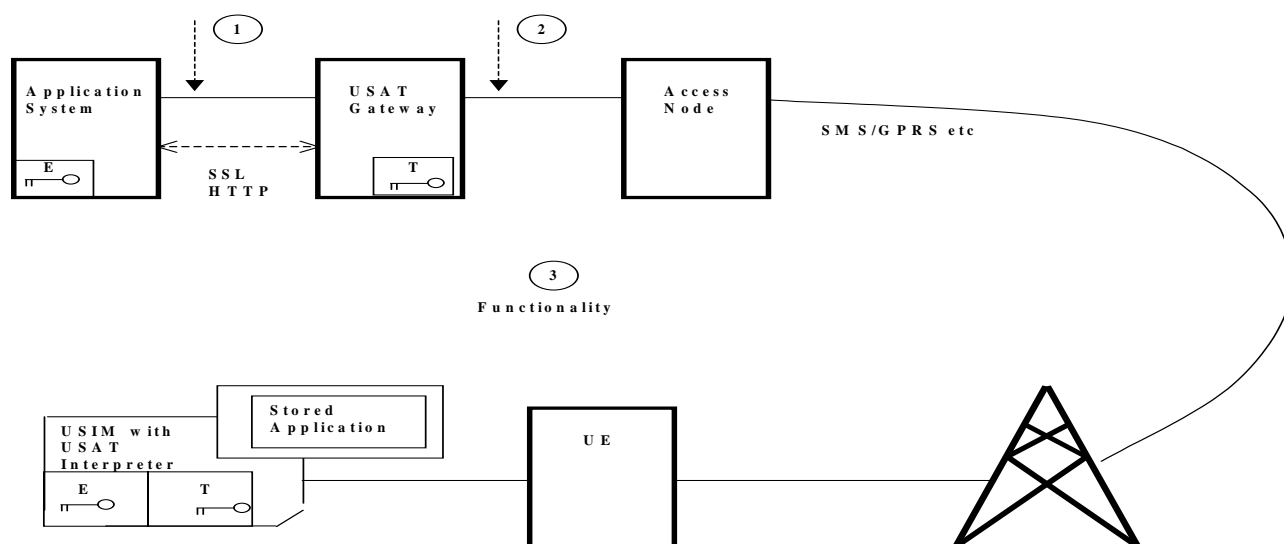 1
2
Application
System
USAT
Gateway
Access
Node
SMS/GPRS etc
E
T
SSL
HTTP
3
Functionality
Stored
Application
USIM with
USAT
Interpreter
UE
E
T